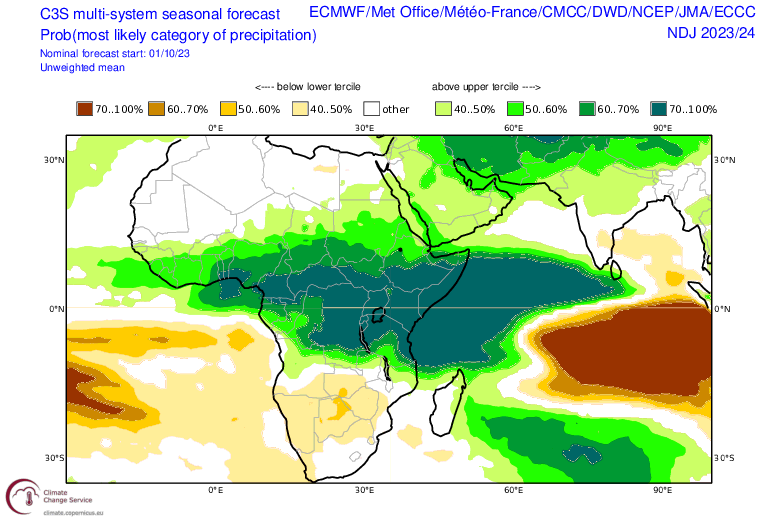 C3S multi-system seasonal forecast
ECMWF/Met Office/Météo-France/CMCC/DWD/NCEP/JMA/ECCC
Prob(most likely category of precipitation)
NDJ 2023/24
Nominal forecast start: 01/10/23
Unweighted mean
<---- below lower tercile
above upper tercile ---->
70..100%
60..70%
50..60%
40..50%
other
40..50%
50..60%
60..70%
70..100%
0°E
30°E
60°E
90°E
30°N
30°N
0°N
0°N
30°S
30°S
0°E
30°E
60°E
90°E
Climate
Change Service
climate.copernicus.eu